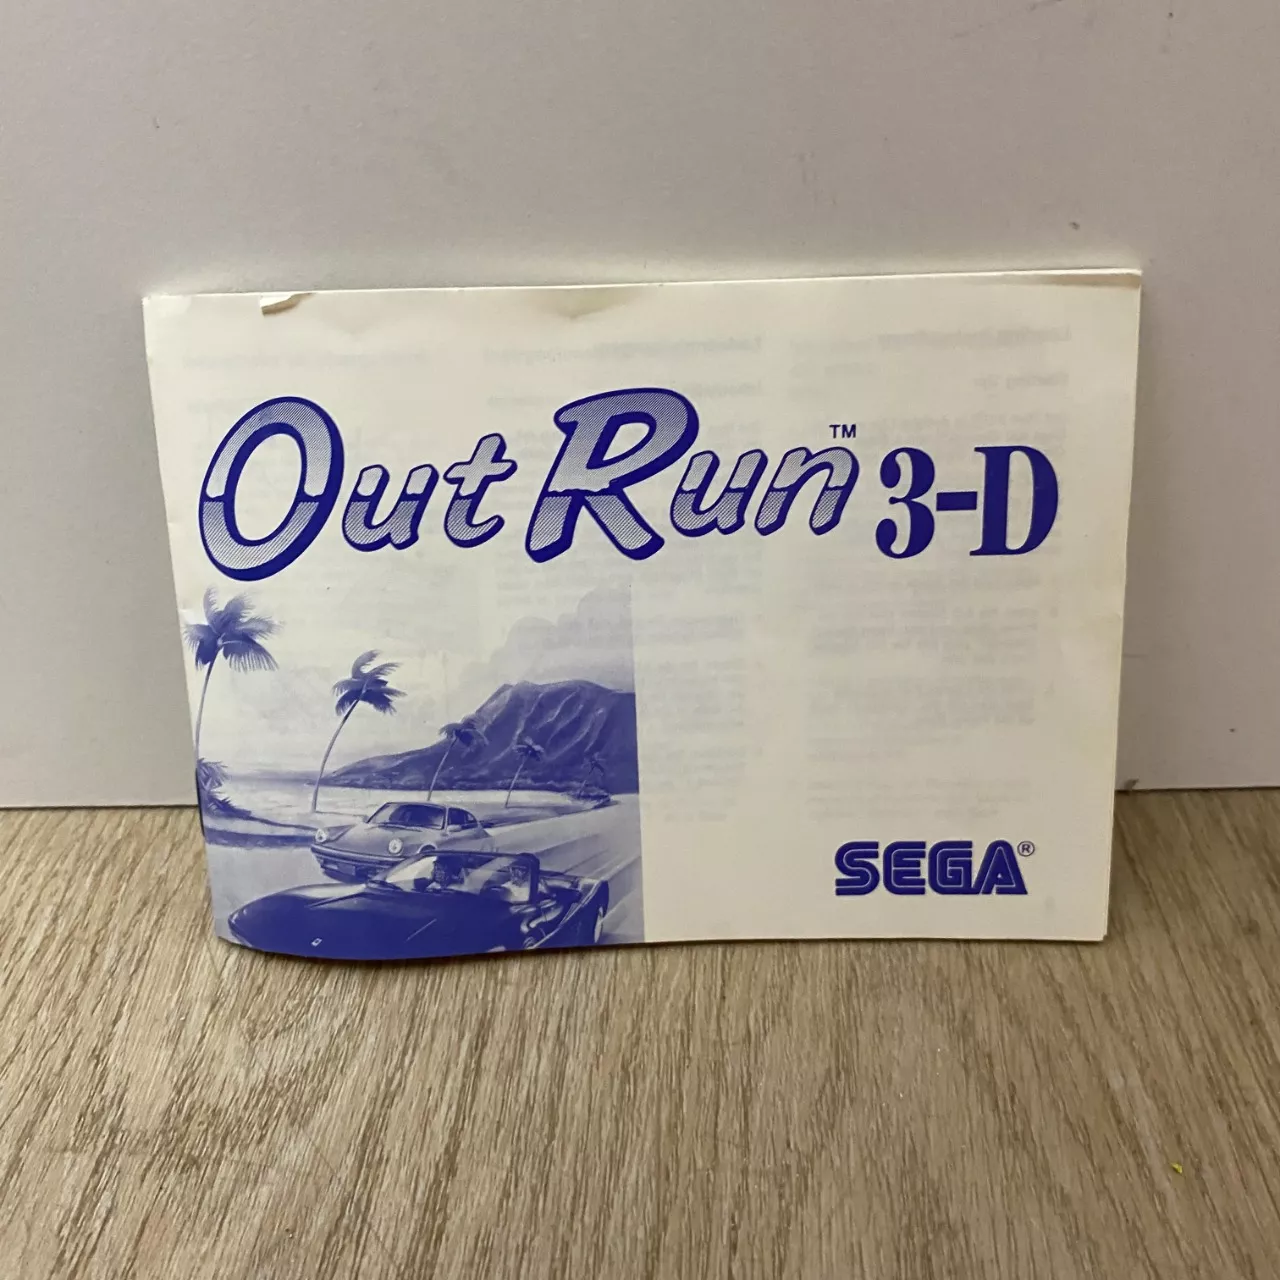 Out Run™ 3-D
SEGA®